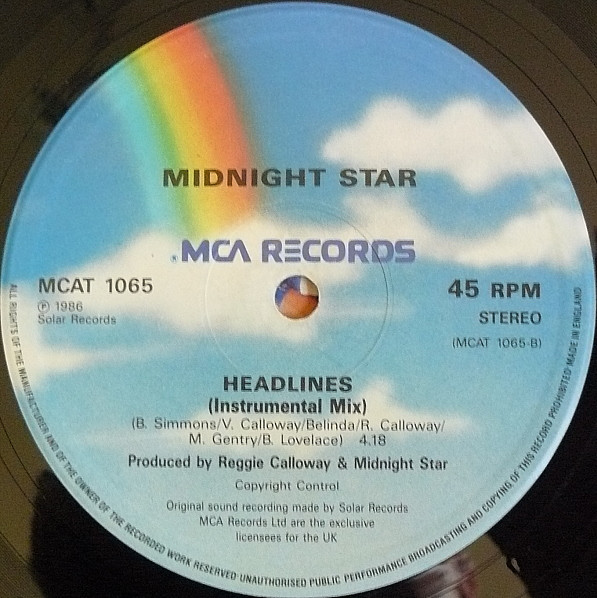 MIDNIGHT STAR
® MCA RECORDS
MCAT 1065
℗ 1986
Solar Records
45 RPM
STEREO
(MCAT 1065-B)
HEADLINES
(Instrumental Mix)
(B. Simmons/V. Calloway/Belinda/R. Calloway/
M. Gentry/B. Lovelace) 4.18
Produced by Reggie Calloway & Midnight Star
Copyright Control
Original sound recording made by Solar Records
MCA Records Ltd are the exclusive
licensees for the UK
ALL RIGHTS OF THE MANUFACTURER AND OF THE OWNER OF THE RECORDED WORK RESERVED·UNAUTHORISED PUBLIC PERFORMANCE BROADCASTING AND COPYING OF THIS RECORD PROHIBITED·MADE IN ENGLAND